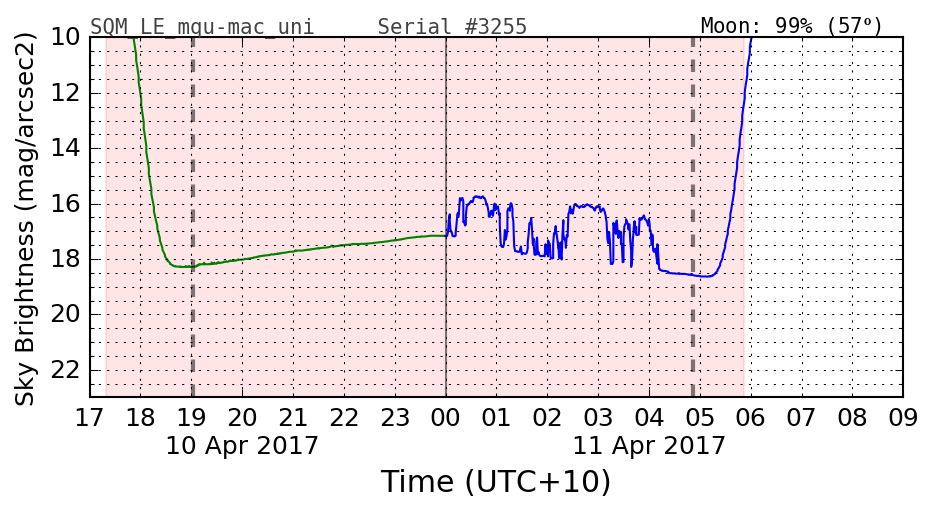 SQM_LE_mqu-mac_uni Serial #3255 Moon: 99% (57º)
Sky Brightness (mag/arcsec2)
10
12
14
16
18
20
22
17 18 19 20 21 22 23 00 01 02 03 04 05 06 07 08 09
10 Apr 2017 11 Apr 2017
Time (UTC+10)